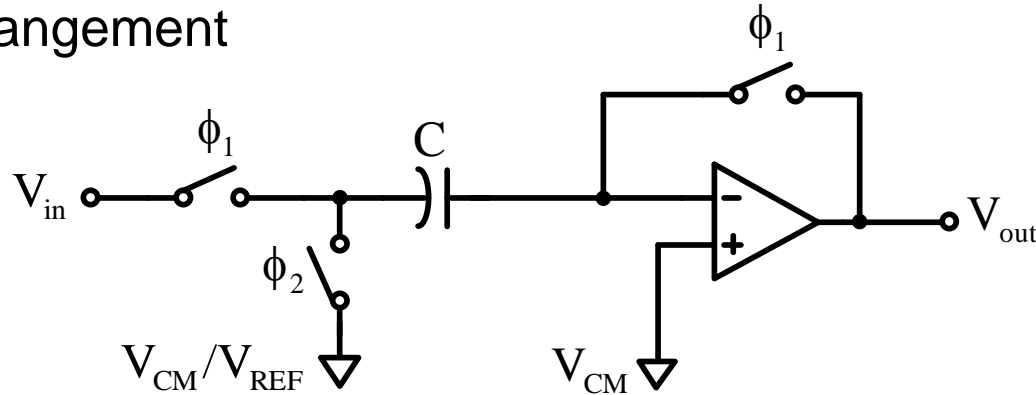 angement
ϕ1
ϕ1
C
Vin
Vout
ϕ2
VCM/VREF
VCM